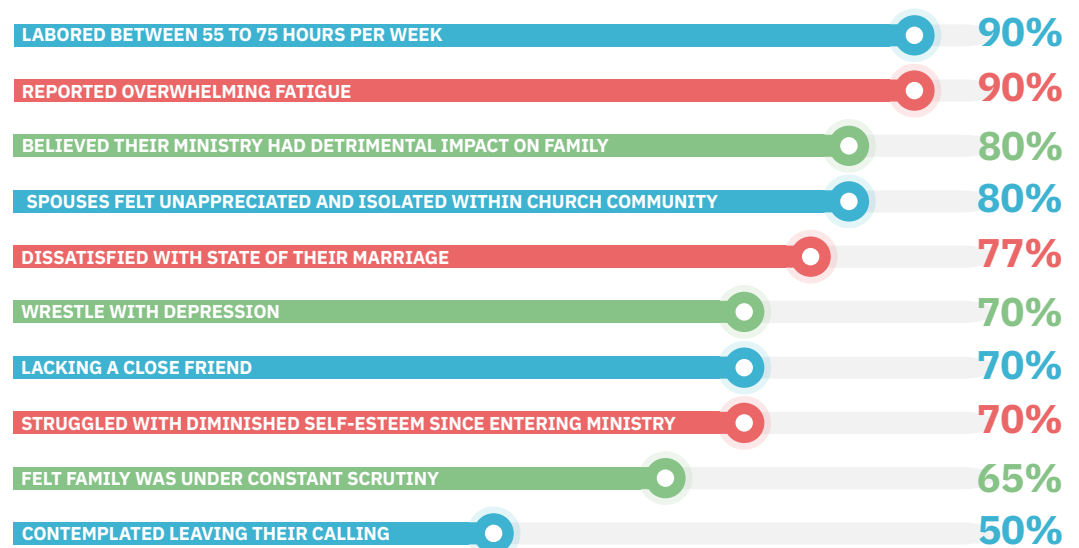 LABORED BETWEEN 55 TO 75 HOURS PER WEEK 90%
REPORTED OVERWHELMING FATIGUE 90%
BELIEVED THEIR MINISTRY HAD DETRIMENTAL IMPACT ON FAMILY 80%
SPOUSES FELT UNAPPRECIATED AND ISOLATED WITHIN CHURCH COMMUNITY 80%
DISSATISFIED WITH STATE OF THEIR MARRIAGE 77%
WRESTLE WITH DEPRESSION 70%
LACKING A CLOSE FRIEND 70%
STRUGGLED WITH DIMINISHED SELF-ESTEEM SINCE ENTERING MINISTRY 70%
FELT FAMILY WAS UNDER CONSTANT SCRUTINY 65%
CONTEMPLATED LEAVING THEIR CALLING 50%